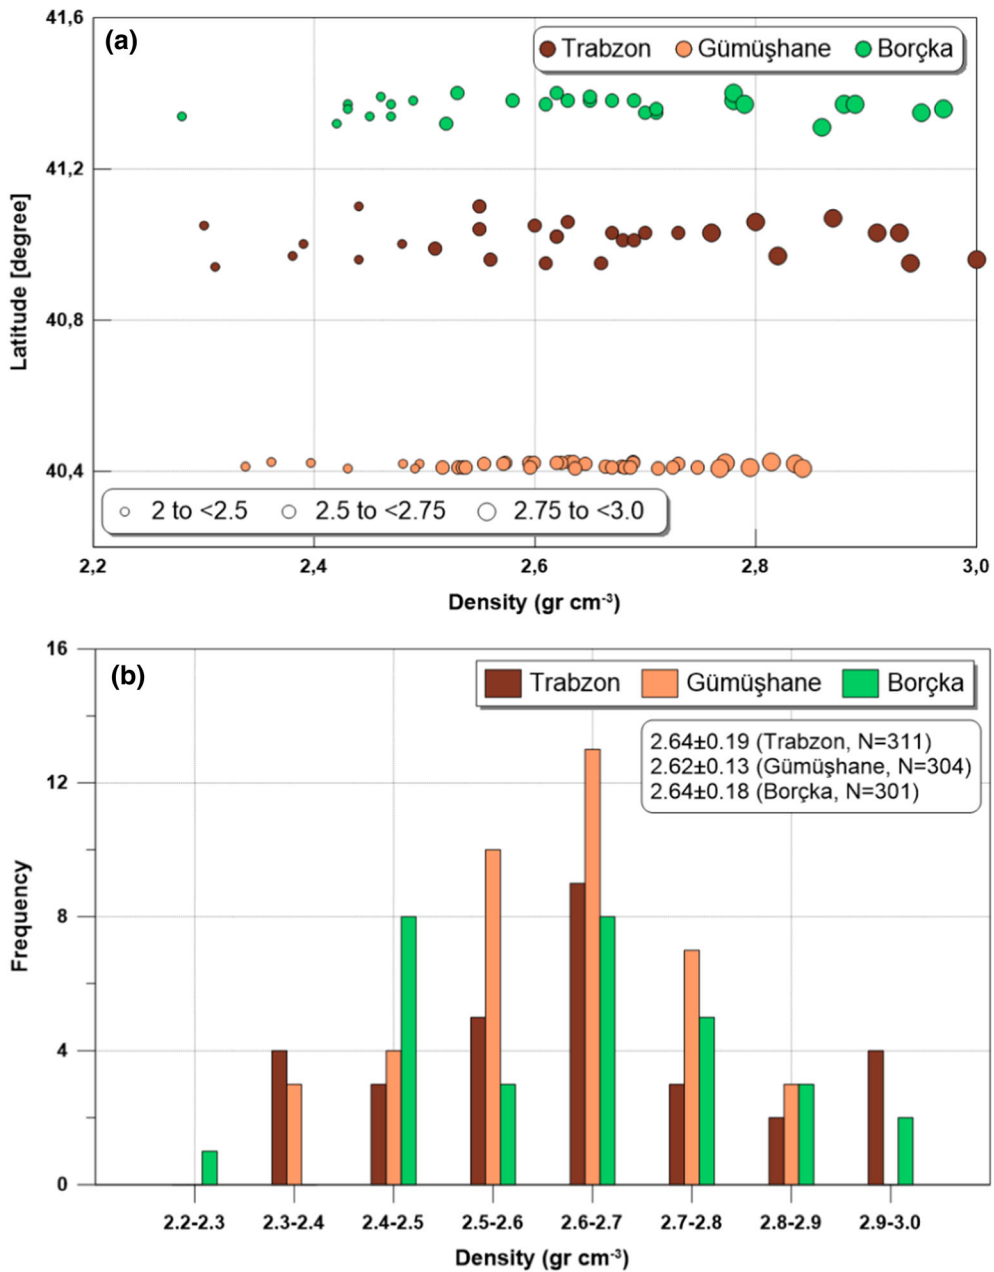 (a)
Trabzon Gümüşhane Borçka
41,6
41,2
40,8
40,4
Latitude [degree]
2 to <2.5 2.5 to <2.75 2.75 to <3.0
2,2 2,4 2,6 2,8 3,0
Density (gr cm⁻³)
(b)
Trabzon Gümüşhane Borçka
2.64±0.19 (Trabzon, N=311)
2.62±0.13 (Gümüşhane, N=304)
2.64±0.18 (Borçka, N=301)
16
12
8
4
0
Frequency
2.2-2.3 2.3-2.4 2.4-2.5 2.5-2.6 2.6-2.7 2.7-2.8 2.8-2.9 2.9-3.0
Density (gr cm⁻³)